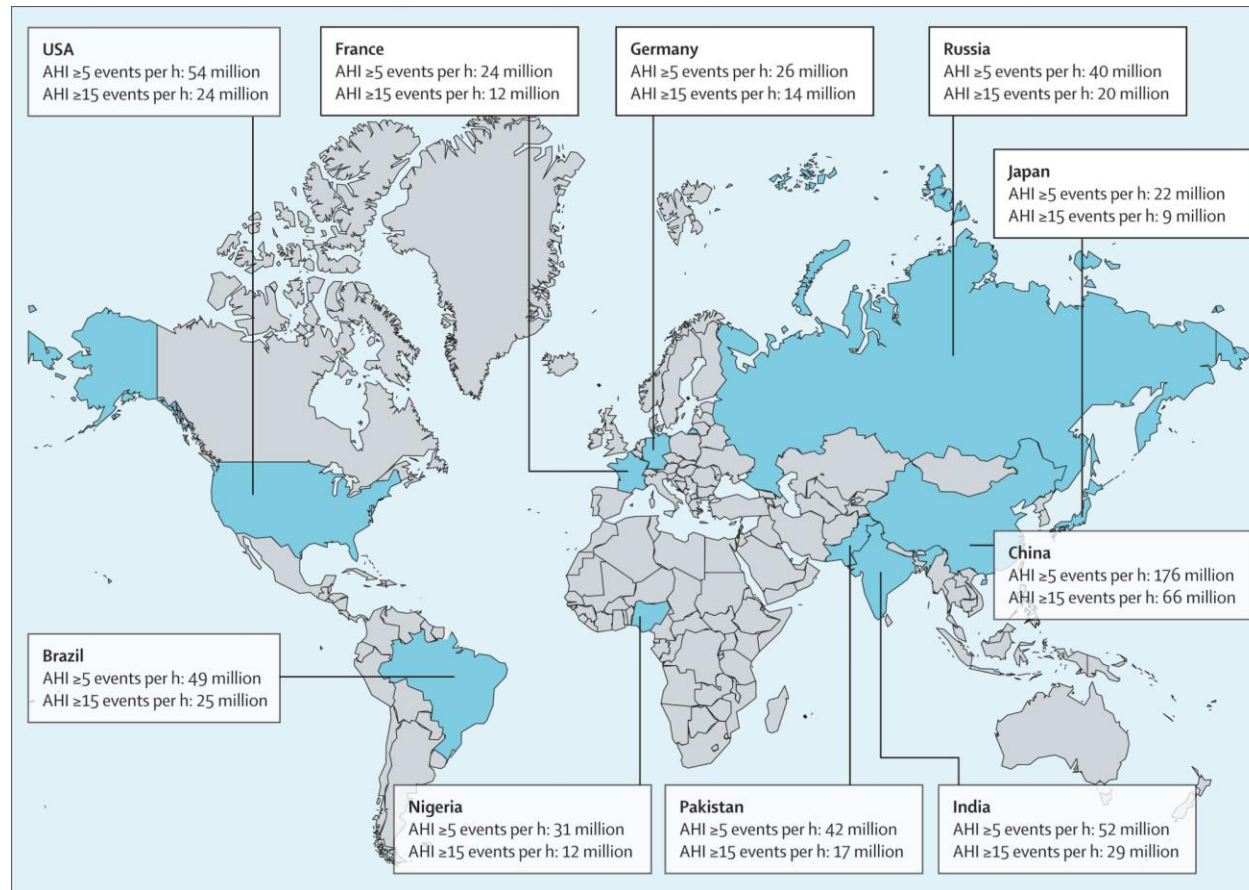 USA
AHI ≥5 events per h: 54 million
AHI ≥15 events per h: 24 million
France
AHI ≥5 events per h: 24 million
AHI ≥15 events per h: 12 million
Germany
AHI ≥5 events per h: 26 million
AHI ≥15 events per h: 14 million
Russia
AHI ≥5 events per h: 40 million
AHI ≥15 events per h: 20 million
Japan
AHI ≥5 events per h: 22 million
AHI ≥15 events per h: 9 million
China
AHI ≥5 events per h: 176 million
AHI ≥15 events per h: 66 million
Brazil
AHI ≥5 events per h: 49 million
AHI ≥15 events per h: 25 million
Nigeria
AHI ≥5 events per h: 31 million
AHI ≥15 events per h: 12 million
Pakistan
AHI ≥5 events per h: 42 million
AHI ≥15 events per h: 17 million
India
AHI ≥5 events per h: 52 million
AHI ≥15 events per h: 29 million